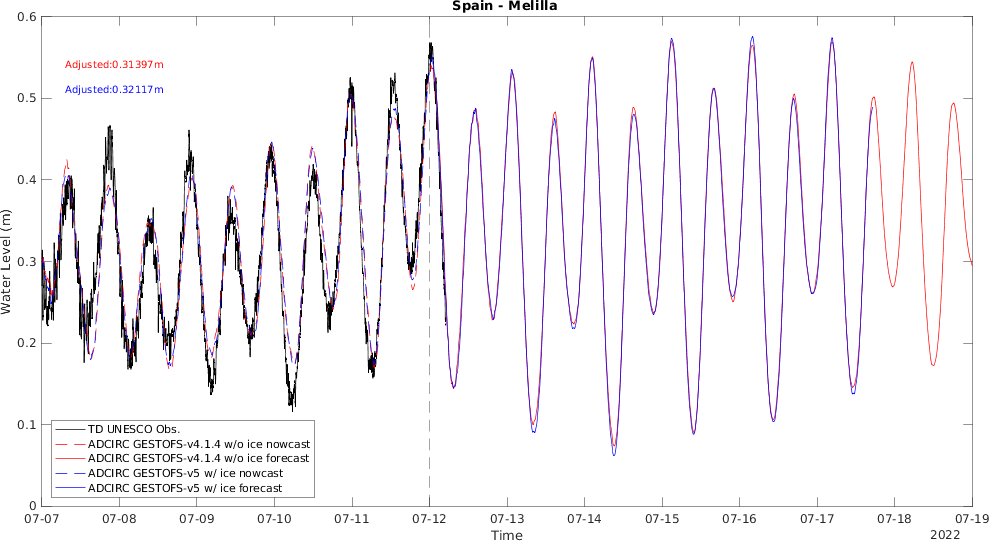 Spain - Melilla
0.6
0.5
0.4
0.3
0.2
0.1
0
Water Level (m)
Adjusted:0.31397m
Adjusted:0.32117m
TD UNESCO Obs.
ADCIRC GESTOFS-v4.1.4 w/o ice nowcast
ADCIRC GESTOFS-v4.1.4 w/o ice forecast
ADCIRC GESTOFS-v5 w/ ice nowcast
ADCIRC GESTOFS-v5 w/ ice forecast
07-07 07-08 07-09 07-10 07-11 07-12 07-13 07-14 07-15 07-16 07-17 07-18 07-19
Time
2022